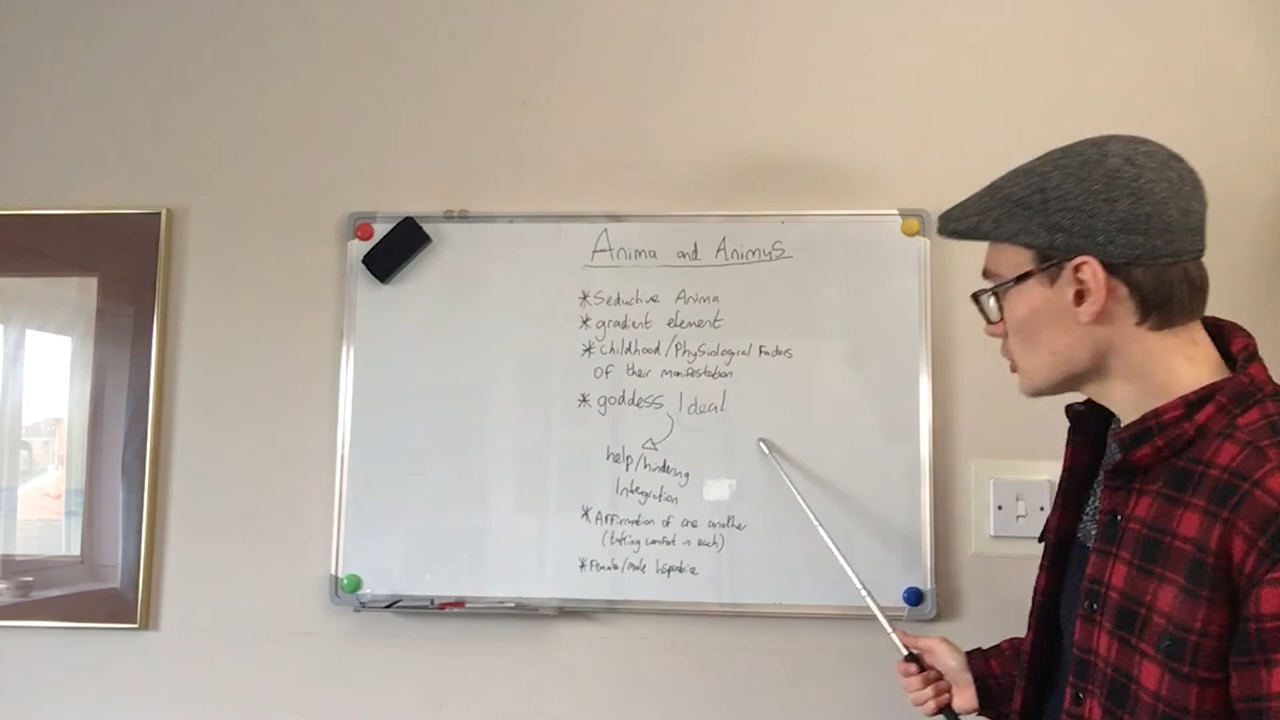 Anima and Animus
*Seductive Anima
*gradient element
*Childhood/Physiological Factors
of their manifestation
*goddess Ideal
help/hindering
Integration
*Affirmation of one another
(taking comfort in each)
*Female/male